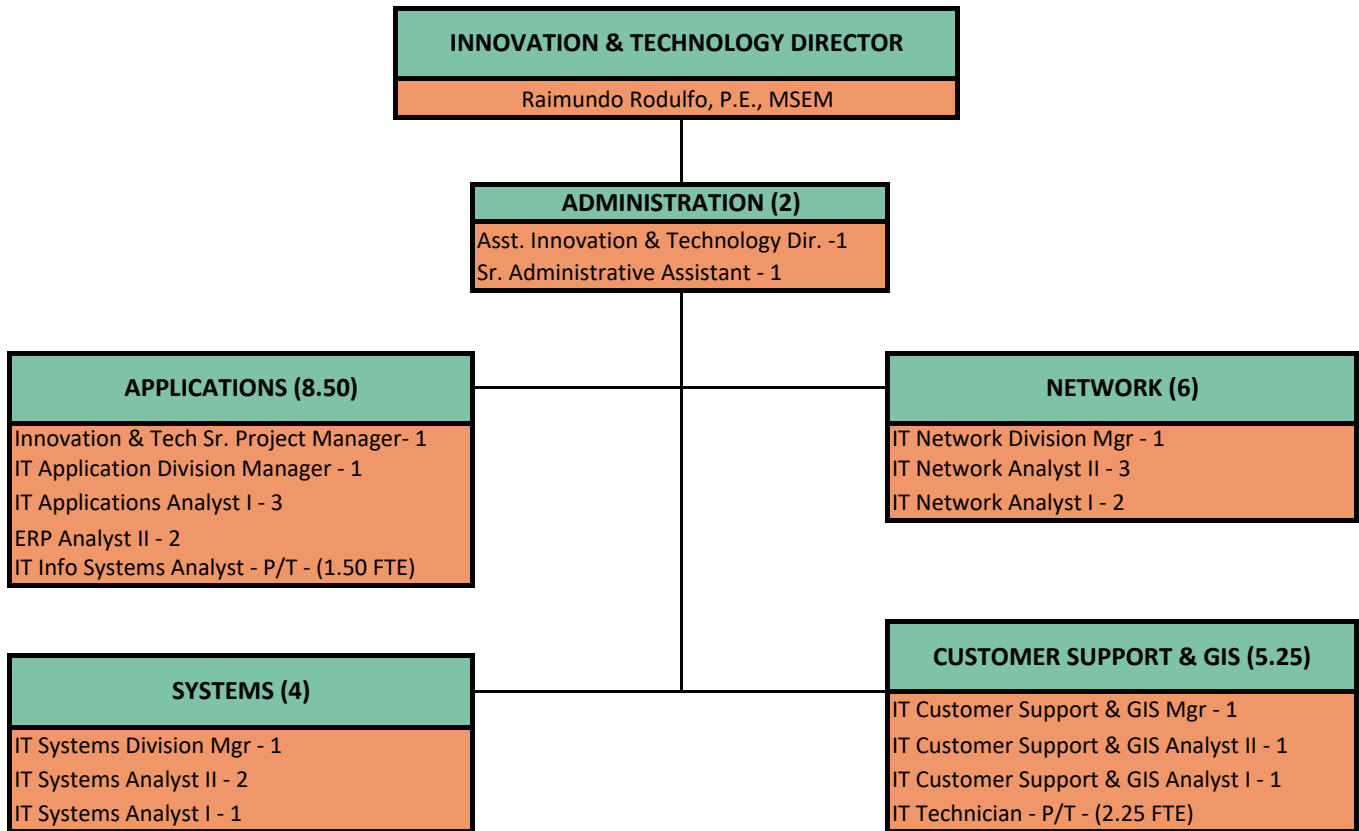 INNOVATION & TECHNOLOGY DIRECTOR
Raimundo Rodulfo, P.E., MSEM
ADMINISTRATION (2)
Asst. Innovation & Technology Dir. -1
Sr. Administrative Assistant - 1
APPLICATIONS (8.50)
Innovation & Tech Sr. Project Manager- 1
IT Application Division Manager - 1
IT Applications Analyst I - 3
ERP Analyst II - 2
IT Info Systems Analyst - P/T - (1.50 FTE)
NETWORK (6)
IT Network Division Mgr - 1
IT Network Analyst II - 3
IT Network Analyst I - 2
SYSTEMS (4)
IT Systems Division Mgr - 1
IT Systems Analyst II - 2
IT Systems Analyst I - 1
CUSTOMER SUPPORT & GIS (5.25)
IT Customer Support & GIS Mgr - 1
IT Customer Support & GIS Analyst II - 1
IT Customer Support & GIS Analyst I - 1
IT Technician - P/T - (2.25 FTE)